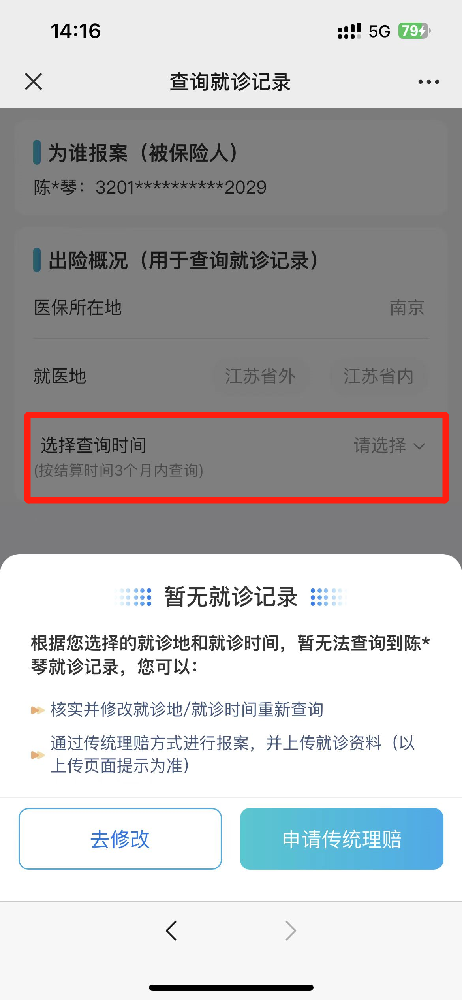 14:16
5G
79
查询就诊记录
为谁报案（被保险人）
陈*琴：3201**********2029
出险概况（用于查询就诊记录）
医保所在地
南京
就医地
江苏省外
江苏省内
选择查询时间
请选择
(按结算时间3个月内查询)
暂无就诊记录
根据您选择的就诊地和就诊时间，暂无法查询到陈*
琴就诊记录，您可以：
核实并修改就诊地/就诊时间重新查询
通过传统理赔方式进行报案，并上传就诊资料（以
上传页面提示为准）
去修改
申请传统理赔